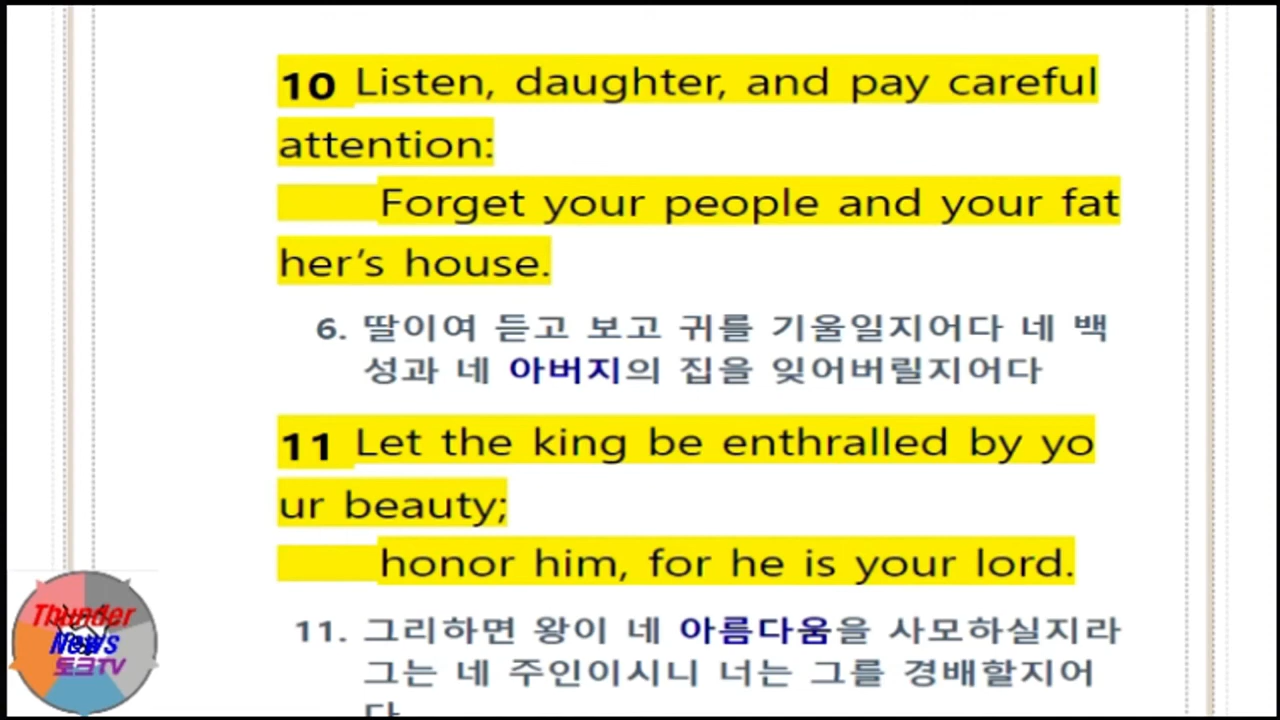 10 Listen, daughter, and pay careful
attention:
Forget your people and your fat
her’s house.
6. 딸이여 듣고 보고 귀를 기울일지어다 네 백
성과 네 아버지의 집을 잊어버릴지어다
11 Let the king be enthralled by yo
ur beauty;
honor him, for he is your lord.
11. 그리하면 왕이 네 아름다움을 사모하실지라
그는 네 주인이시니 너는 그를 경배할지어
다
Thunder
News
토크TV